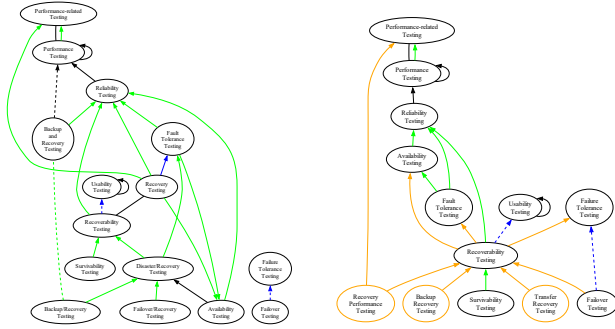 Performance-related
Testing
Performance
Testing
Reliability
Testing
Backup
and
Recovery Testing
Fault
Tolerance
Testing
Usability
Testing
Recovery
Testing
Recoverability
Testing
Survivability
Testing
Disaster/Recovery
Testing
Failure
Tolerance Testing
Testing
Backup/Recovery
Testing
Failover/Recovery
Testing
Availability
Testing
Failover Testing
Performance-related
Testing
Performance
Testing
Reliability
Testing
Availability
Testing
Fault
Tolerance
Testing
Usability
Testing
Failure
Tolerance
Testing
Recoverability
Testing
Recovery
Performance Testing
Backup
Recovery Testing
Survivability
Testing
Transfer
Recovery Testing
Failover
Testing